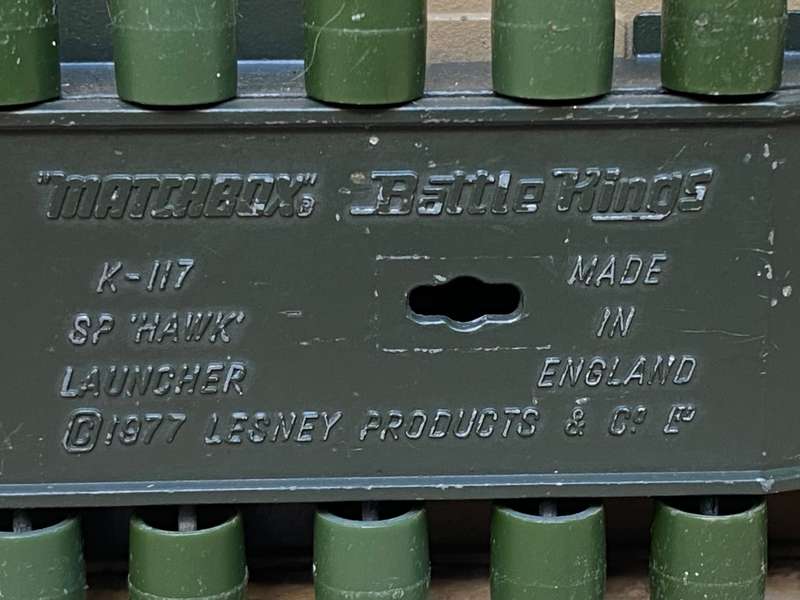 "MATCHBOX"® Battle Kings
K-117 MADE
SP 'HAWK' IN
LAUNCHER ENGLAND
© 1977 LESNEY PRODUCTS & Cº Lᴰ